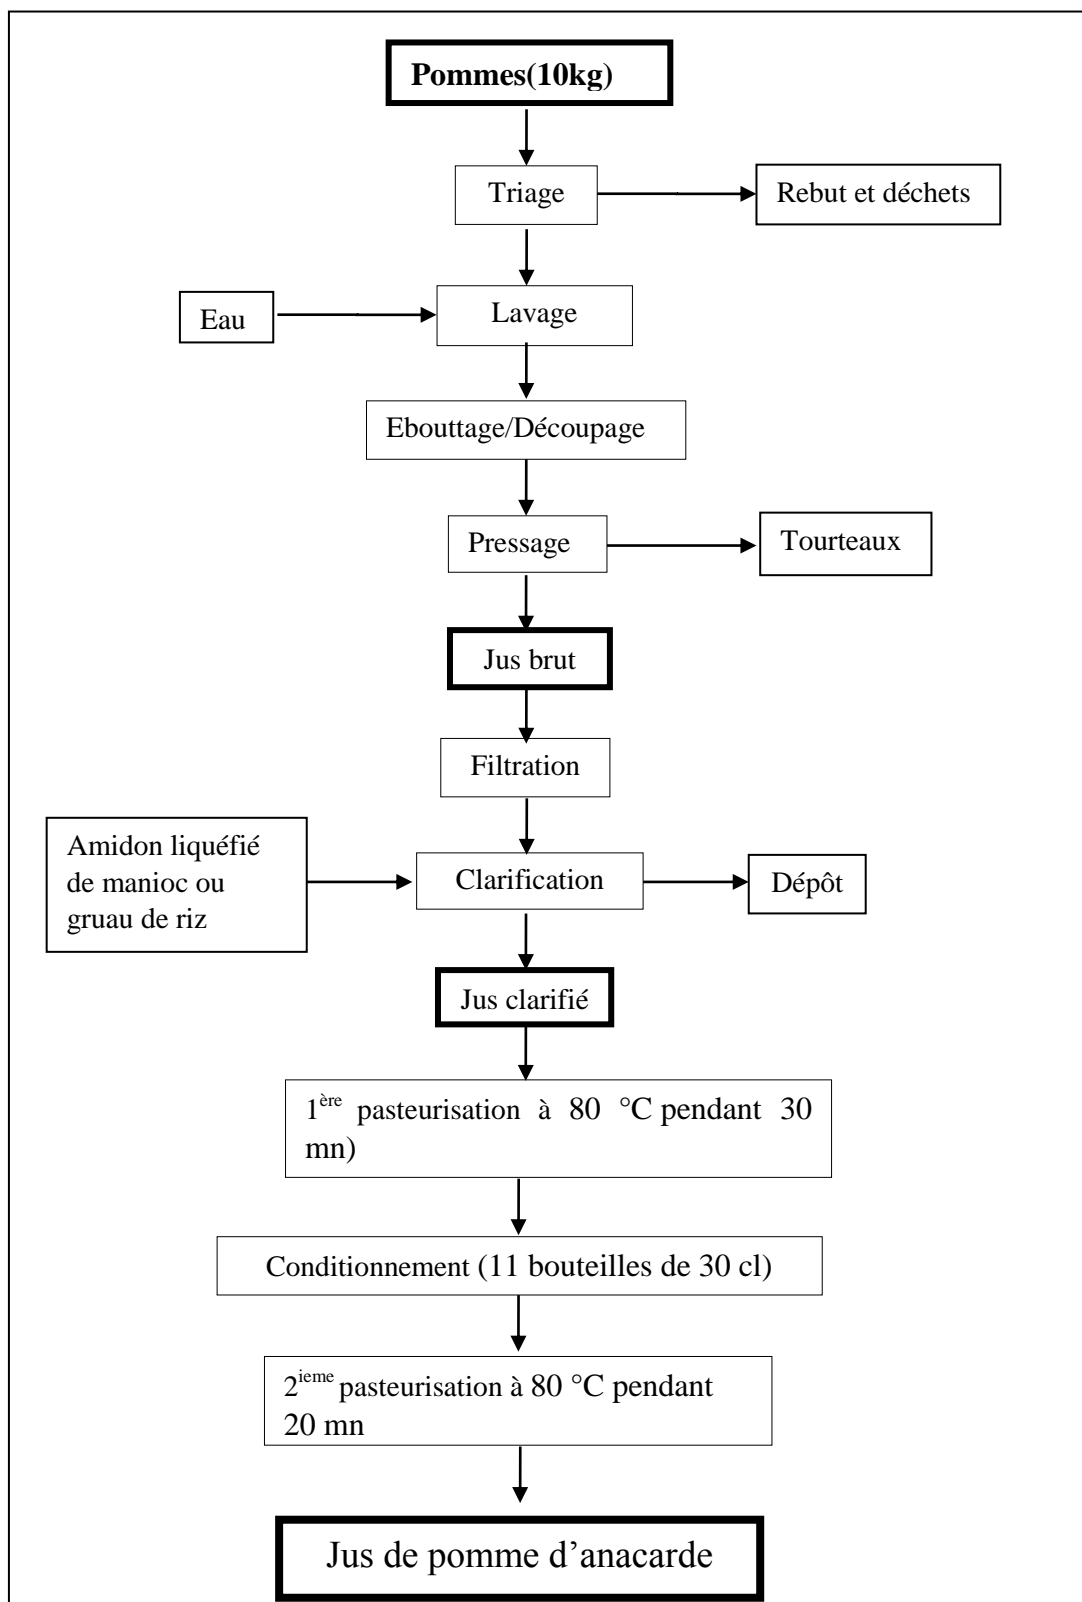 Pommes(10kg)
Triage
Rebut et déchets
Eau
Lavage
Ebouttage/Découpage
Pressage
Tourteaux
Jus brut
Filtration
Amidon liquéfié
de manioc ou
gruau de riz
Clarification
Dépôt
Jus clarifié
1ère pasteurisation à 80 °C pendant 30
mn)
Conditionnement (11 bouteilles de 30 cl)
2ieme pasteurisation à 80 °C pendant
20 mn
Jus de pomme d’anacarde